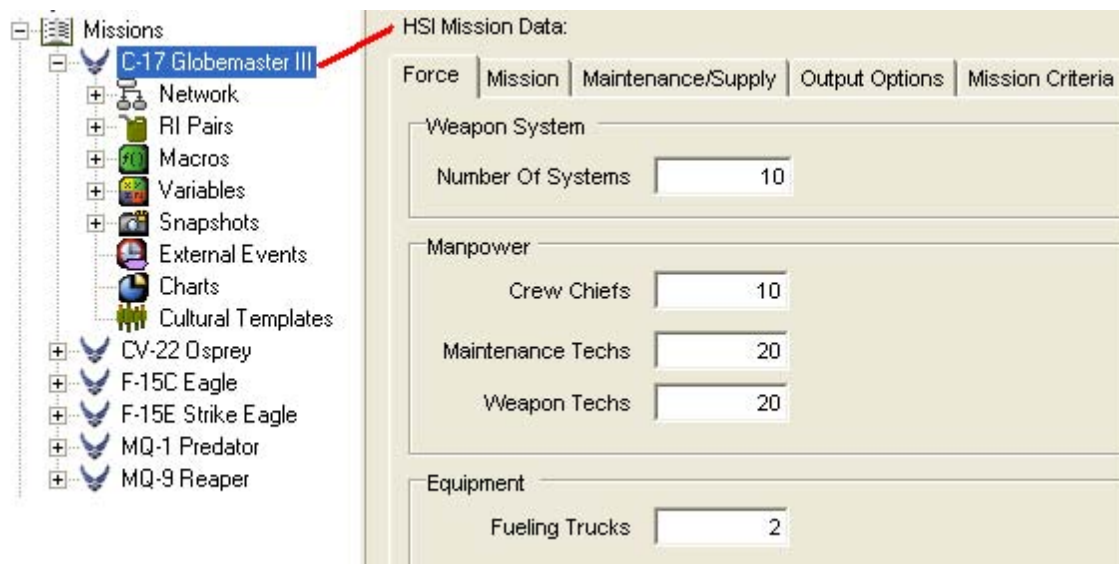 Missions
C-17 Globemaster III
Network
RI Pairs
f()
Macros
Variables
Snapshots
External Events
Charts
Cultural Templates
CV-22 Osprey
F-15C Eagle
F-15E Strike Eagle
MQ-1 Predator
MQ-9 Reaper
HSI Mission Data:
Force Mission Maintenance/Supply Output Options Mission Criteria
Weapon System
Number Of Systems 10
Manpower
Crew Chiefs 10
Maintenance Techs 20
Weapon Techs 20
Equipment
Fueling Trucks 2